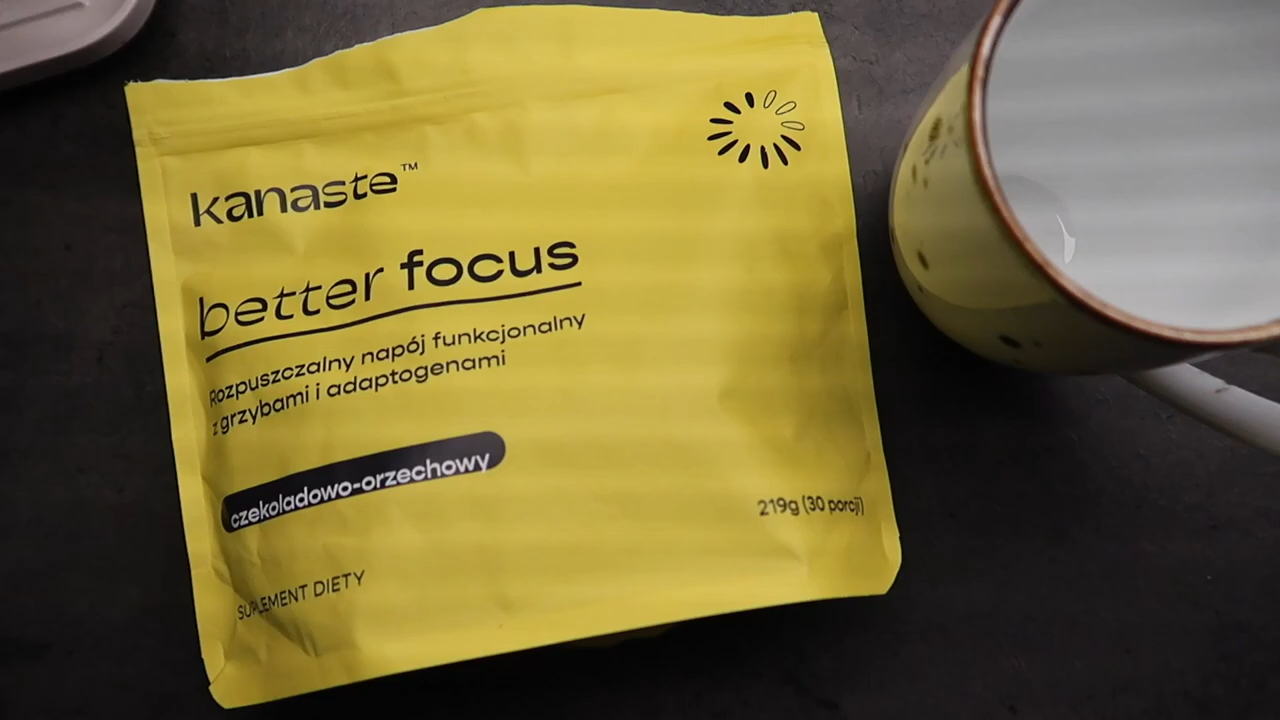 kanaste™
better focus
Rozpuszczalny napój funkcjonalny
z grzybami i adaptogenami
czekoladowo-orzechowy
219g (30 porcji)
SUPLEMENT DIETY